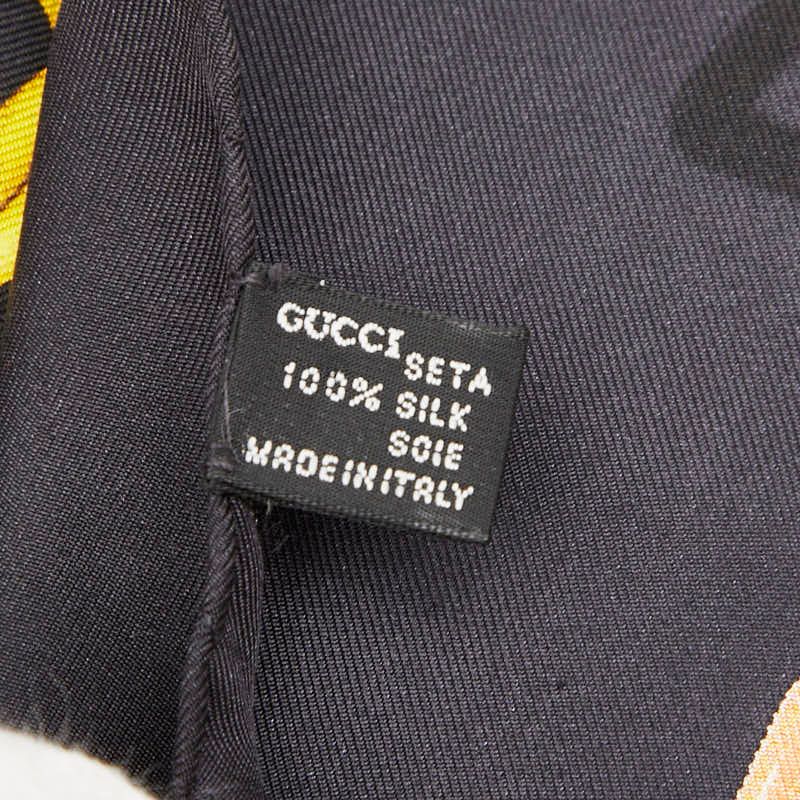 GUCCI
SETA
100% SILK
SOIE
MADE IN ITALY